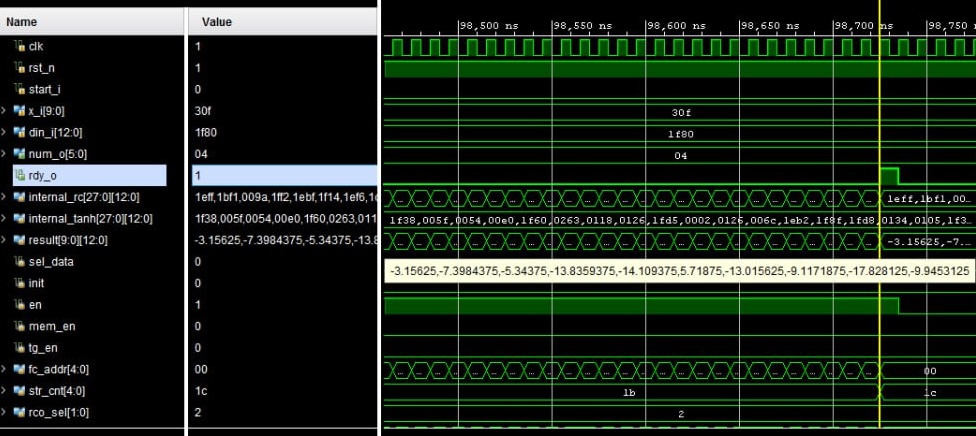 Name Value
98,500 ns 98,550 ns 98,600 ns 98,650 ns 98,700 ns 98,750
clk 1
rst_n 1
start_i 0
x_i[9:0] 30f 30f
din_i[12:0] 1f80 1f80
num_o[5:0] 04 04
rdy_o 1
internal_rc[27:0][12:0] 1eff,1bf1,009a,1ff2,1ebf,1f14,1ef6,1c 1eff,1bf1,00...
internal_tanh[27:0][12:0] 1f38,005f,0054,00e0,1f60,0263,011 1f38,005f,0054,00e0,1f60,0263,0118,0126,1fd5,0002,0126,006c,1eb2,1f8f,1fd8,0134,0105,1f3...
result[9:0][12:0] -3.15625,-7.3984375,-5.34375,-13.8 -3.15625,-7...
sel_data 0
-3.15625,-7.3984375,-5.34375,-13.8359375,-14.109375,5.71875,-13.015625,-9.1171875,-17.828125,-9.9453125
init 0
en 1
mem_en 0
tg_en 0
fc_addr[4:0] 00 00
str_cnt[4:0] 1c 1b 1c
rco_sel[1:0] 2 2